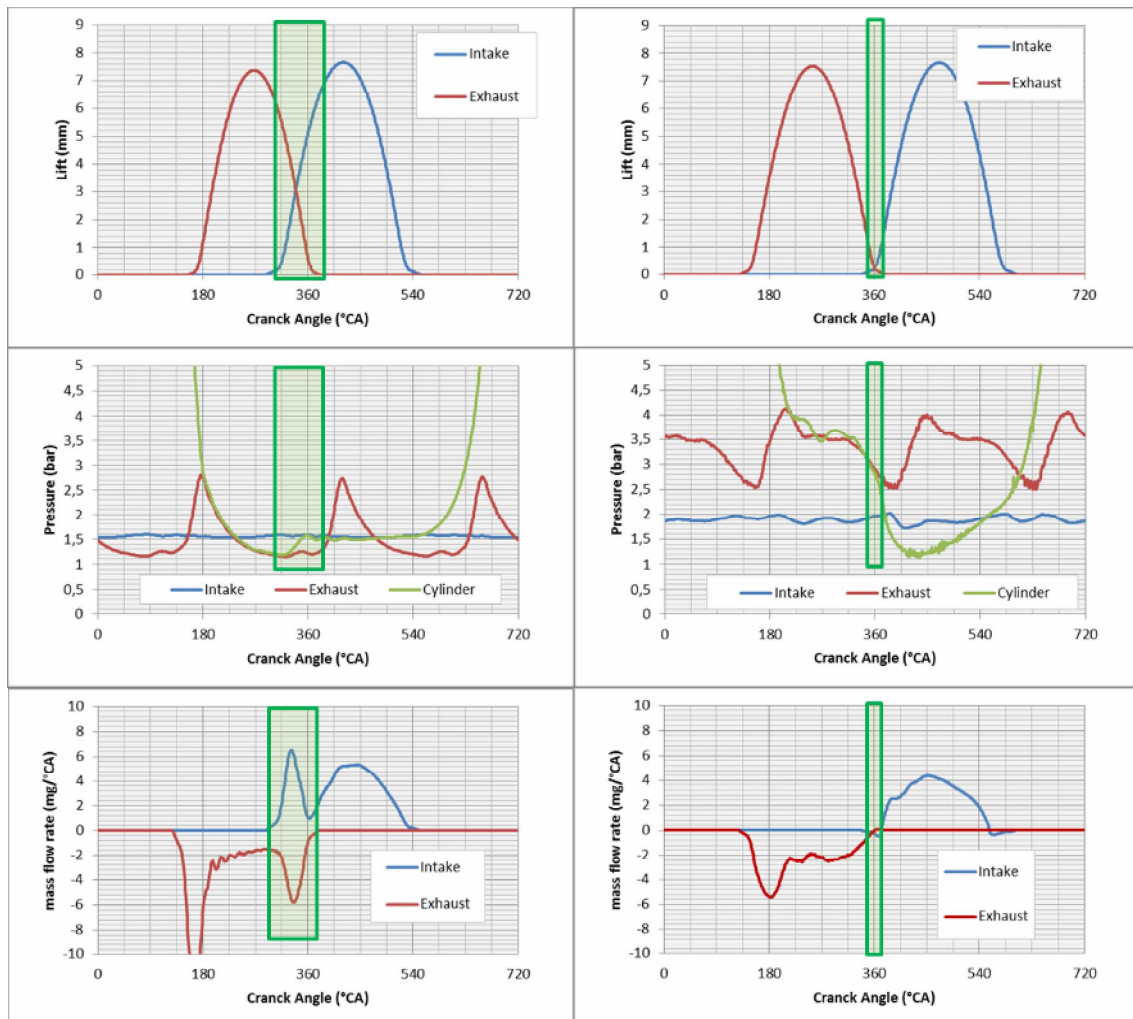 9
8
7
6
5
4
3
2
1
0
Lift (mm)
Intake
Exhaust
0 180 360 540 720
Cranck Angle (°CA)
9
8
7
6
5
4
3
2
1
0
Lift (mm)
Intake
Exhaust
0 180 360 540 720
Cranck Angle (°CA)
5
4,5
4
3,5
3
2,5
2
1,5
1
0,5
0
Pressure (bar)
Intake Exhaust Cylinder
0 180 360 540 720
Cranck Angle (°CA)
5
4,5
4
3,5
3
2,5
2
1,5
1
0,5
0
Pressure (bar)
Intake Exhaust Cylinder
0 180 360 540 720
Cranck Angle (°CA)
10
8
6
4
2
0
-2
-4
-6
-8
-10
mass flow rate (mg/°CA)
Intake
Exhaust
0 180 360 540 720
Cranck Angle (°CA)
10
8
6
4
2
0
-2
-4
-6
-8
-10
mass flow rate (mg/°CA)
Intake
Exhaust
0 180 360 540 720
Cranck Angle (°CA)